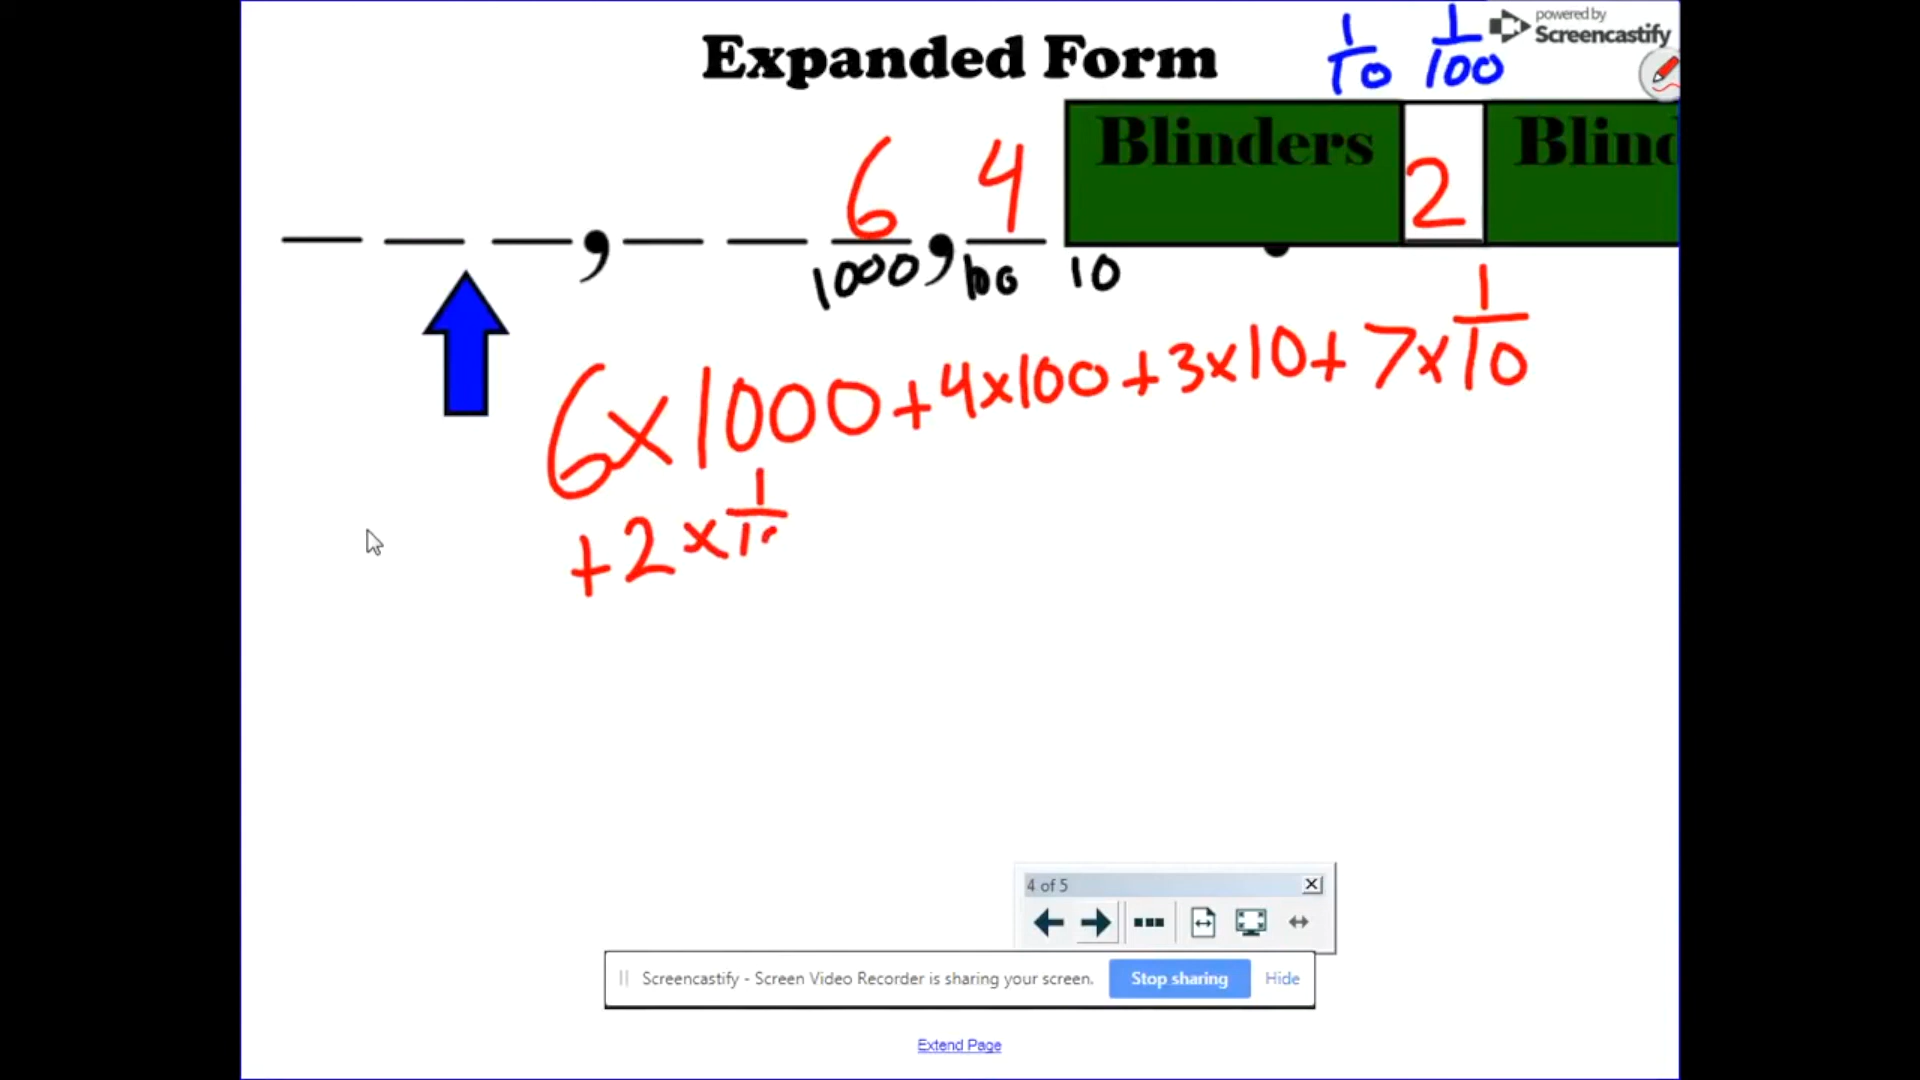 Expanded Form
1/10 1/100
powered by
Screencastify
Blinders 2 Blind
6 , 4
, .
1000 100 10
6x1000+4x100+3x10+7x1/10
+2x1/1
4 of 5
Screencastify - Screen Video Recorder is sharing your screen. Stop sharing Hide
Extend Page